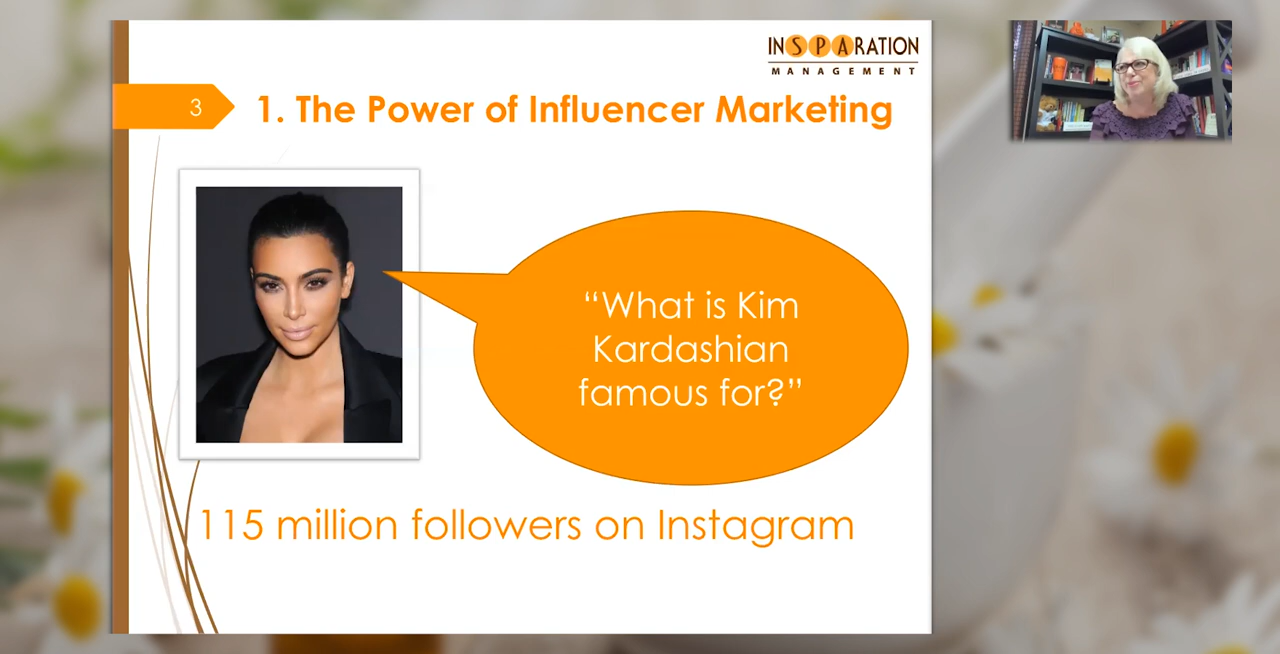 INSPARATION
MANAGEMENT
3
1. The Power of Influencer Marketing
“What is Kim
Kardashian
famous for?”
115 million followers on Instagram